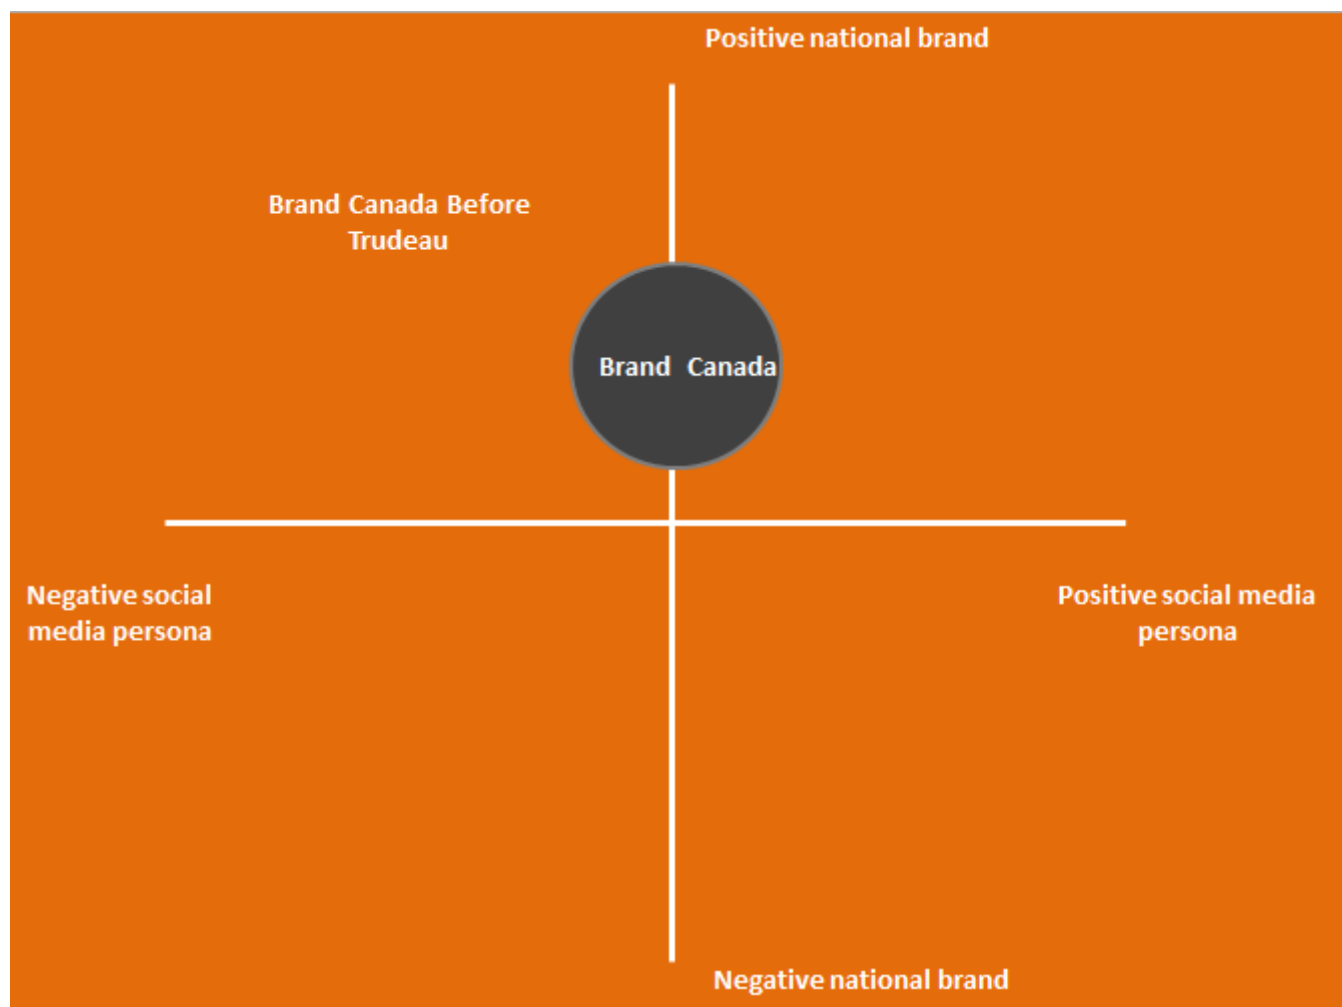 Positive national brand
Brand Canada Before
Trudeau
Brand Canada
Negative social
media persona
Positive social media
persona
Negative national brand